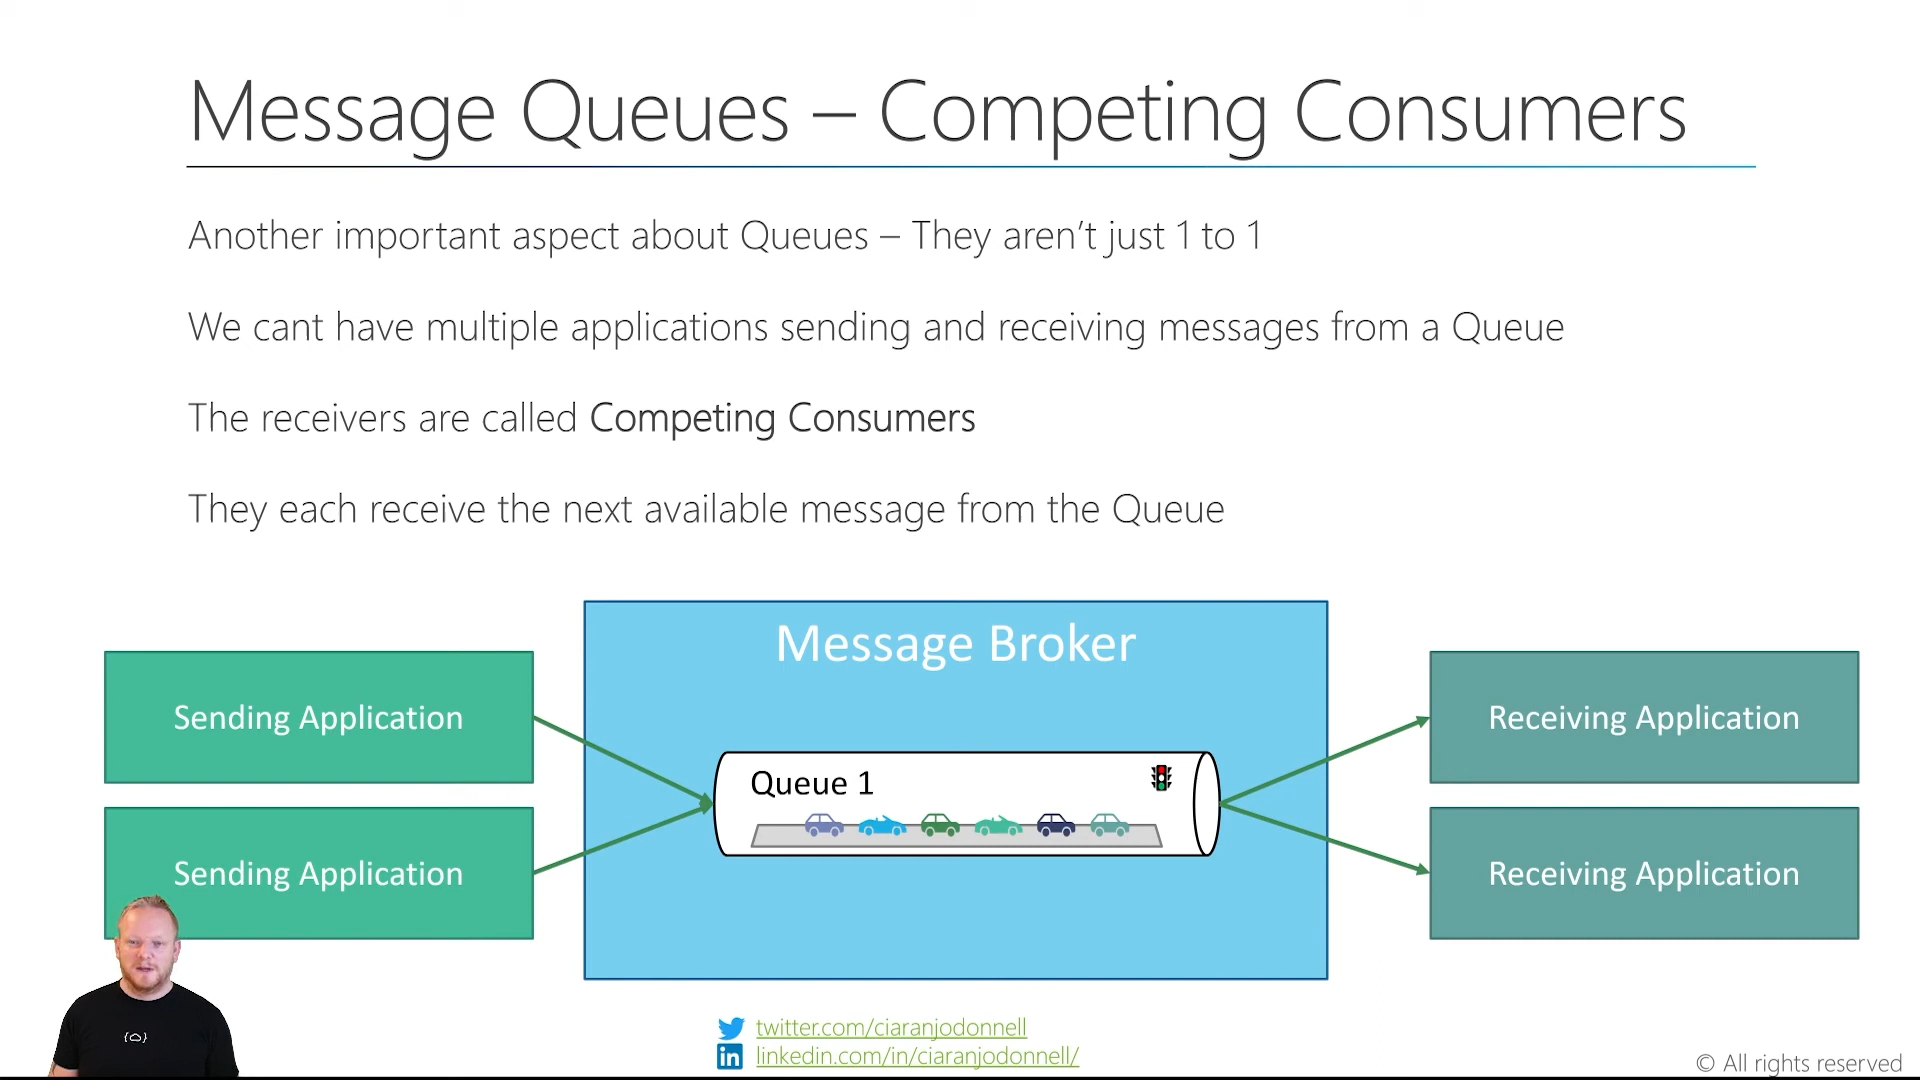 Message Queues – Competing Consumers
Another important aspect about Queues – They aren't just 1 to 1
We cant have multiple applications sending and receiving messages from a Queue
The receivers are called Competing Consumers
They each receive the next available message from the Queue
Message Broker
Sending Application
Receiving Application
Queue 1
Sending Application
Receiving Application
{ }
twitter.com/ciaranjodonnell
in linkedin.com/in/ciaranjodonnell/
© All rights reserved